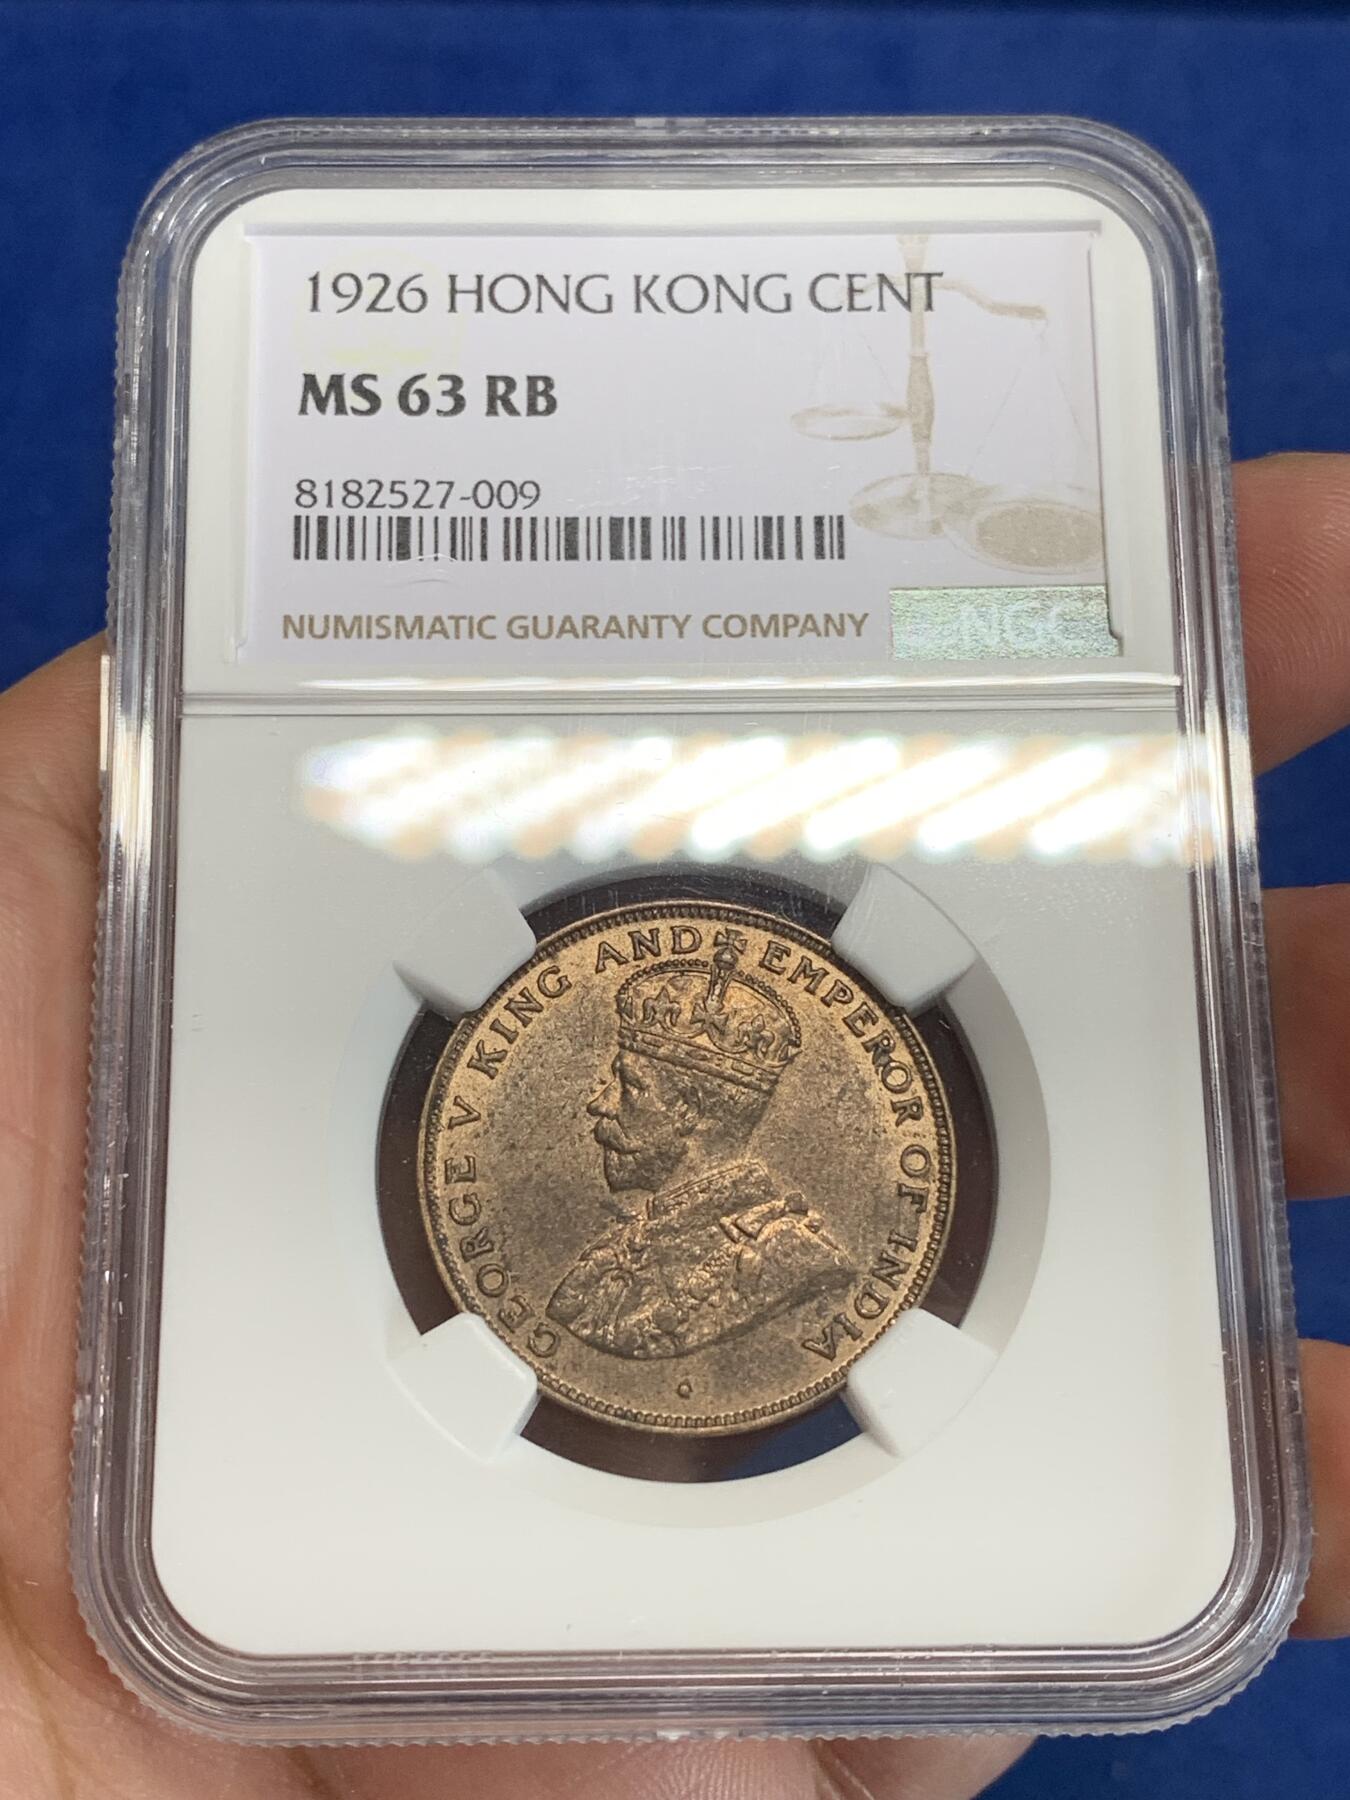 1926 HONG KONG CENT
MS 63 RB
8182527-009
NUMISMATIC GUARANTY COMPANY
NGC
GEORGE V KING AND EMPEROR OF INDIA